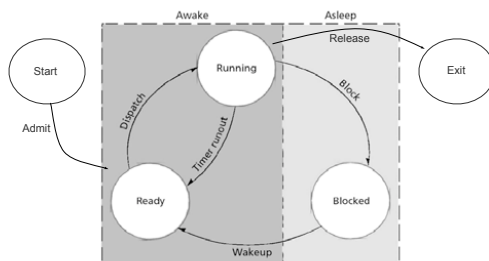 Awake
Asleep
Release
Start
Running
Exit
Admit
Dispatch
Timer runout
Block
Ready
Blocked
Wakeup